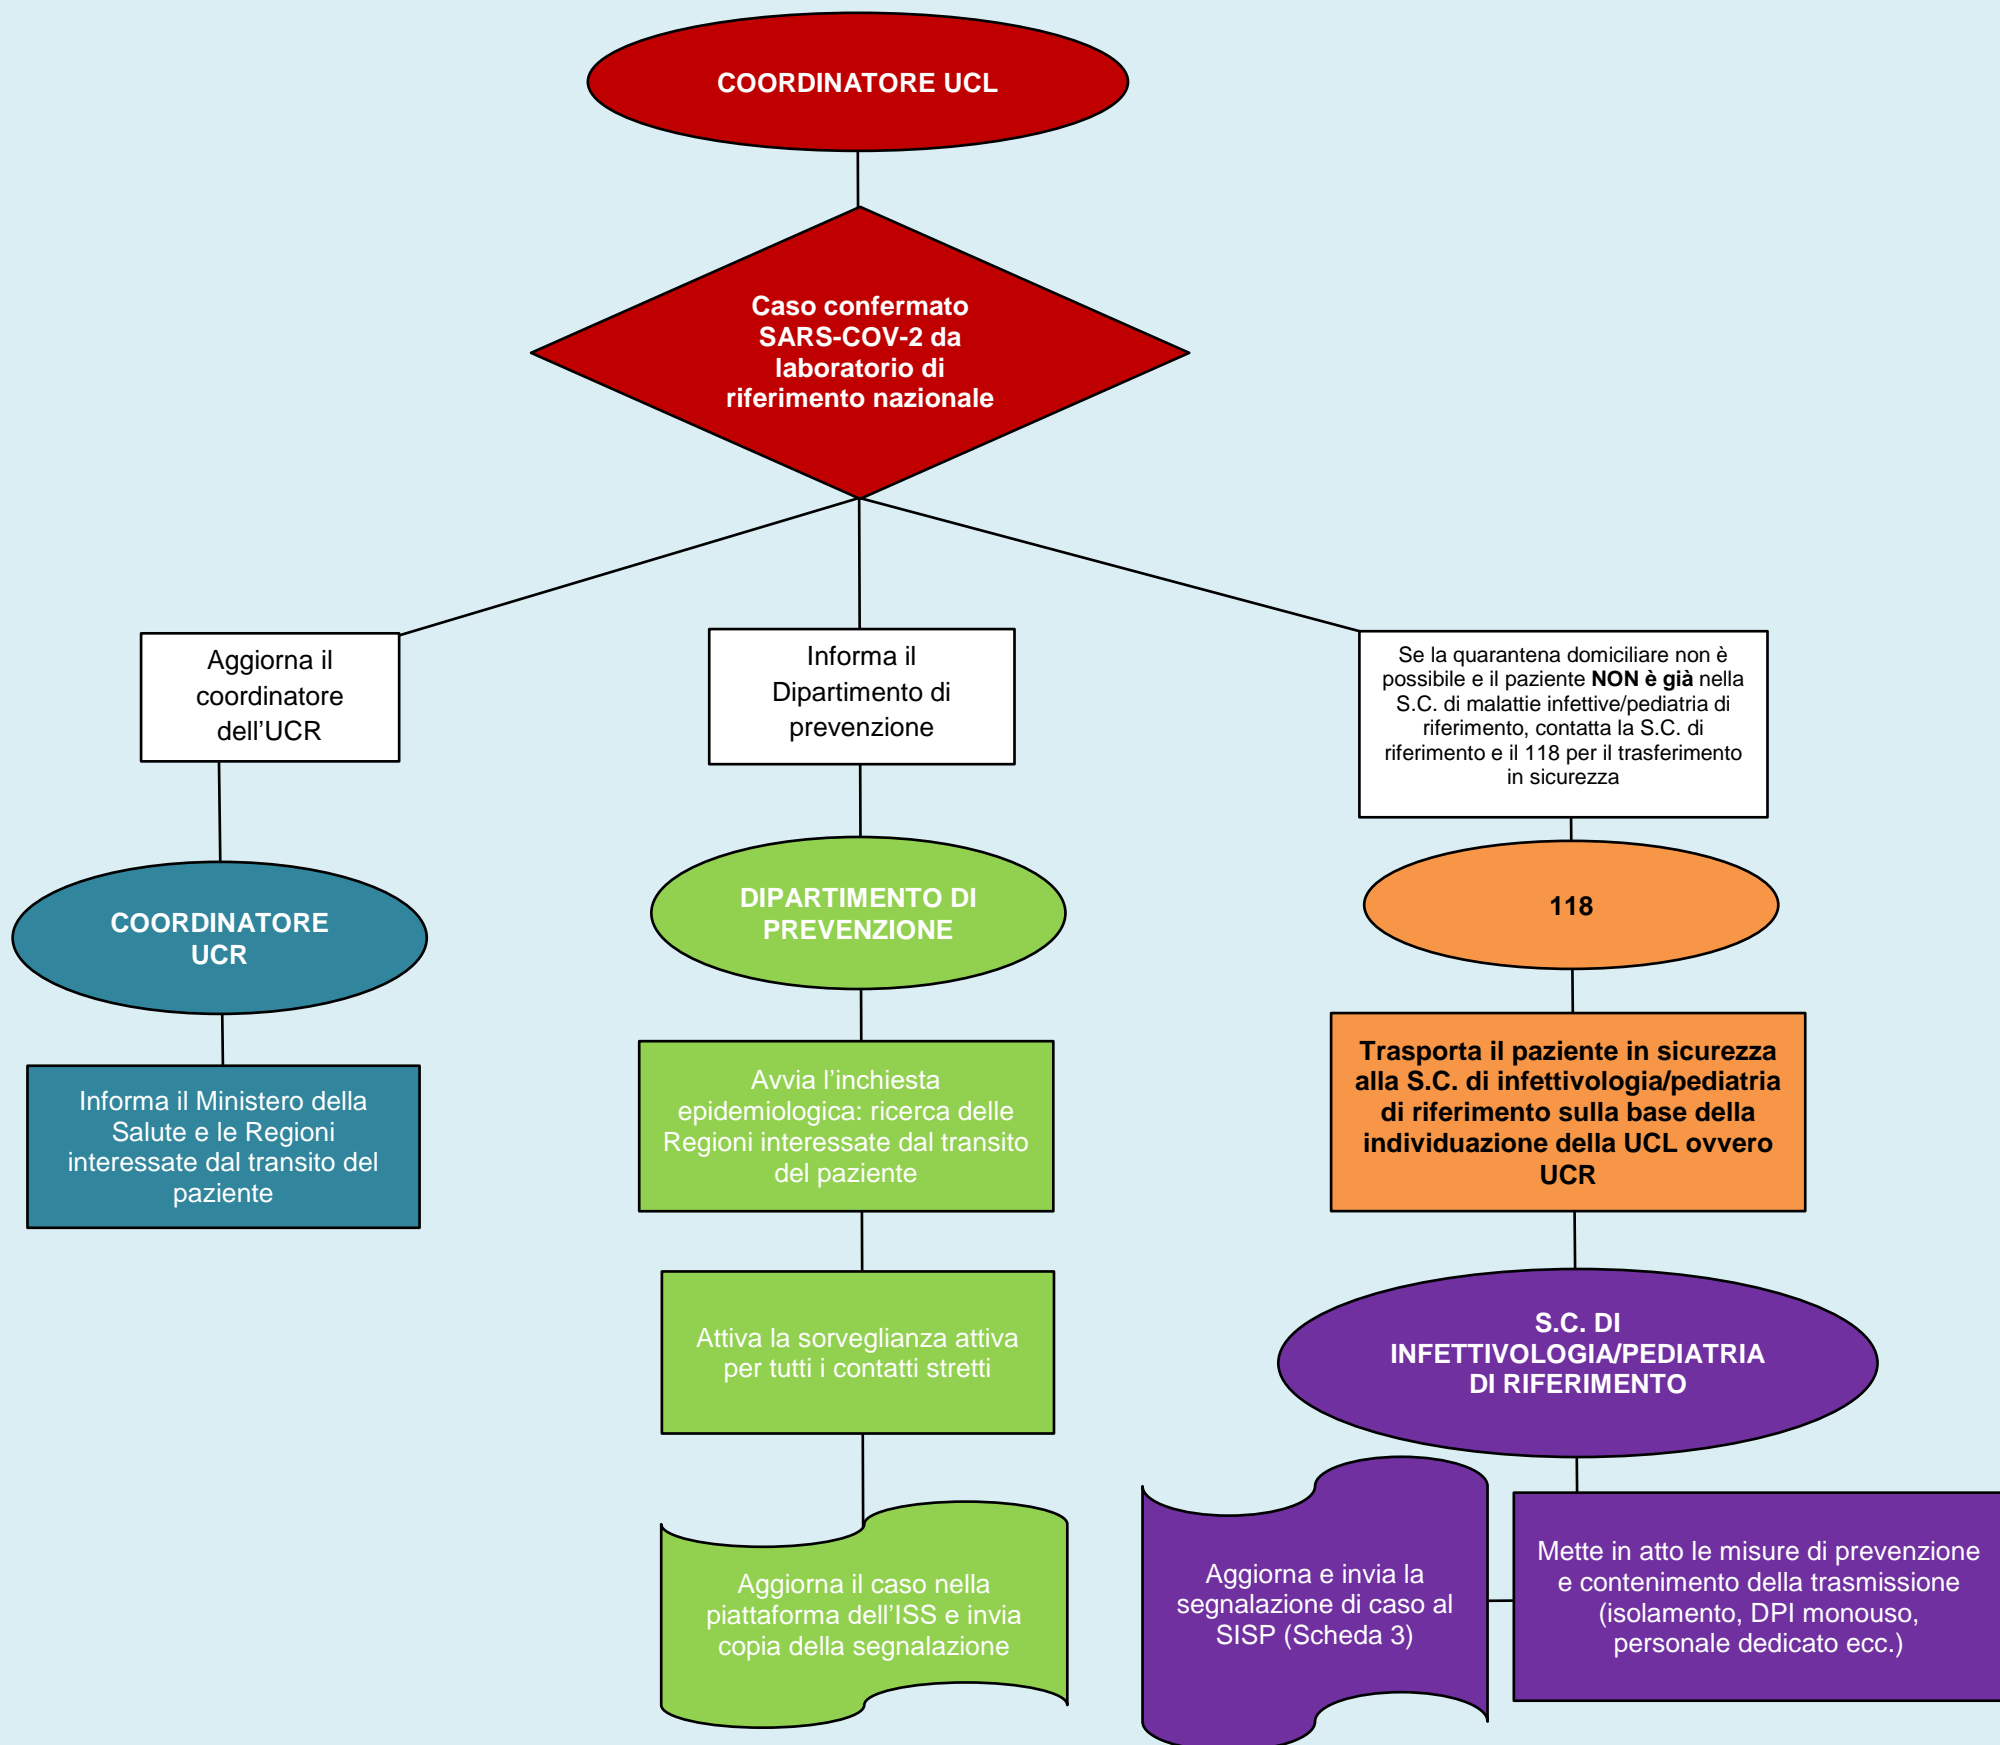 COORDINATORE UCL
Caso confermato
SARS-COV-2 da
laboratorio di
riferimento nazionale
Aggiorna il
coordinatore
dell’UCR
Informa il
Dipartimento di
prevenzione
Se la quarantena domiciliare non è
possibile e il paziente NON è già nella
S.C. di malattie infettive/pediatria di
riferimento, contatta la S.C. di
riferimento e il 118 per il trasferimento
in sicurezza
COORDINATORE
UCR
DIPARTIMENTO DI
PREVENZIONE
118
Informa il Ministero della
Salute e le Regioni
interessate dal transito del
paziente
Avvia l’inchiesta
epidemiologica: ricerca delle
Regioni interessate dal transito
del paziente
Trasporta il paziente in sicurezza
alla S.C. di infettivologia/pediatria
di riferimento sulla base della
individuazione della UCL ovvero
UCR
Attiva la sorveglianza attiva
per tutti i contatti stretti
S.C. DI
INFETTIVOLOGIA/PEDIATRIA
DI RIFERIMENTO
Aggiorna il caso nella
piattaforma dell’ISS e invia
copia della segnalazione
Aggiorna e invia la
segnalazione di caso al
SISP (Scheda 3)
Mette in atto le misure di prevenzione
e contenimento della trasmissione
(isolamento, DPI monouso,
personale dedicato ecc.)